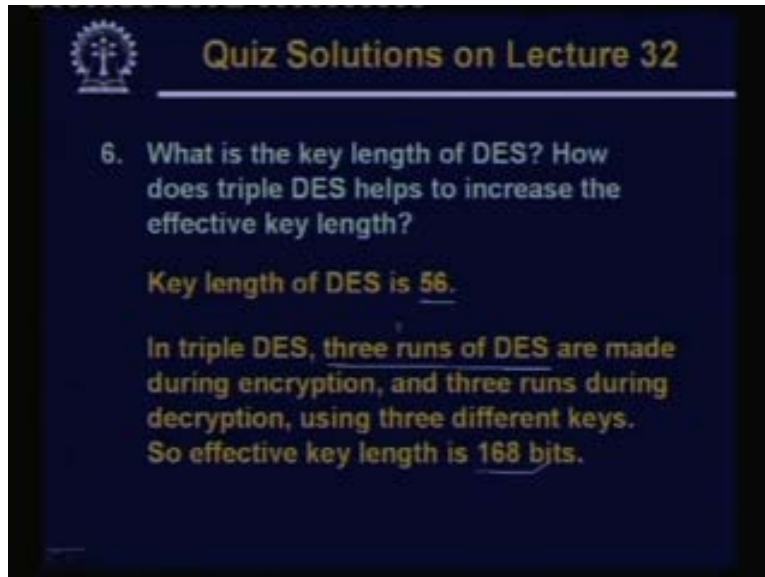 Quiz Solutions on Lecture 32
6. What is the key length of DES? How
does triple DES helps to increase the
effective key length?
Key length of DES is 56.
In triple DES, three runs of DES are made
during encryption, and three runs during
decryption, using three different keys.
So effective key length is 168 bits.